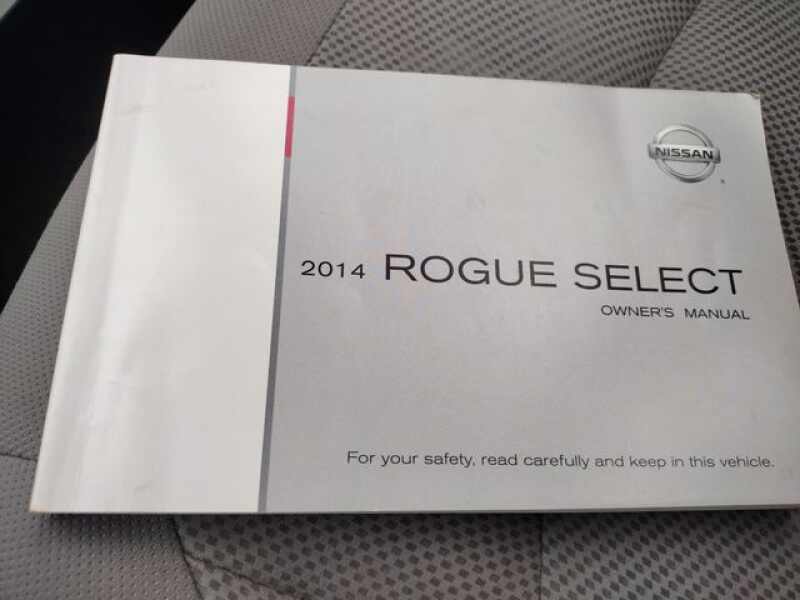 NISSAN
2014 ROGUE SELECT
OWNER'S MANUAL
For your safety, read carefully and keep in this vehicle.